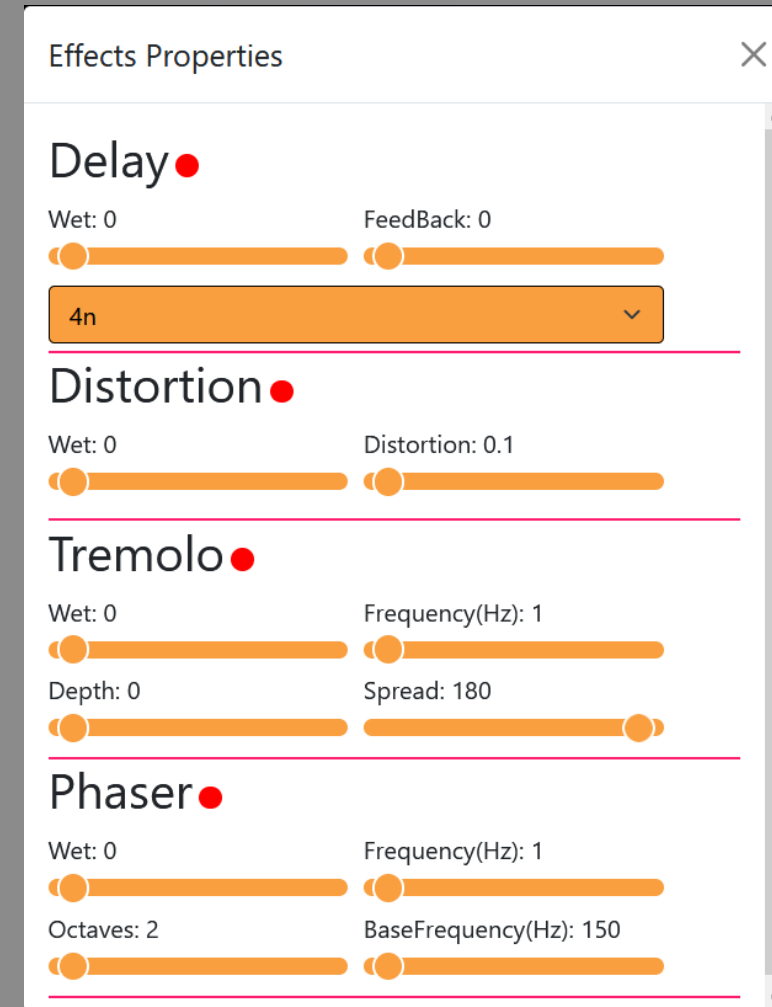 Effects Properties
Delay
Wet: 0 FeedBack: 0
4n
Distortion
Wet: 0 Distortion: 0.1
Tremolo
Wet: 0 Frequency(Hz): 1
Depth: 0 Spread: 180
Phaser
Wet: 0 Frequency(Hz): 1
Octaves: 2 BaseFrequency(Hz): 150